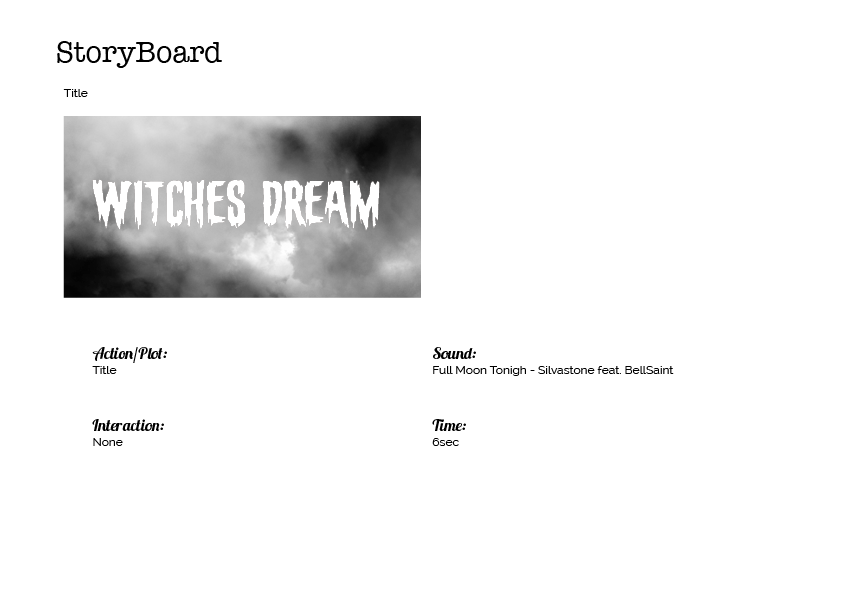 StoryBoard
Title
WITCHES DREAM
Action/Plot:
Title
Sound:
Full Moon Tonigh - Silvastone feat. BellSaint
Interaction:
None
Time:
6sec